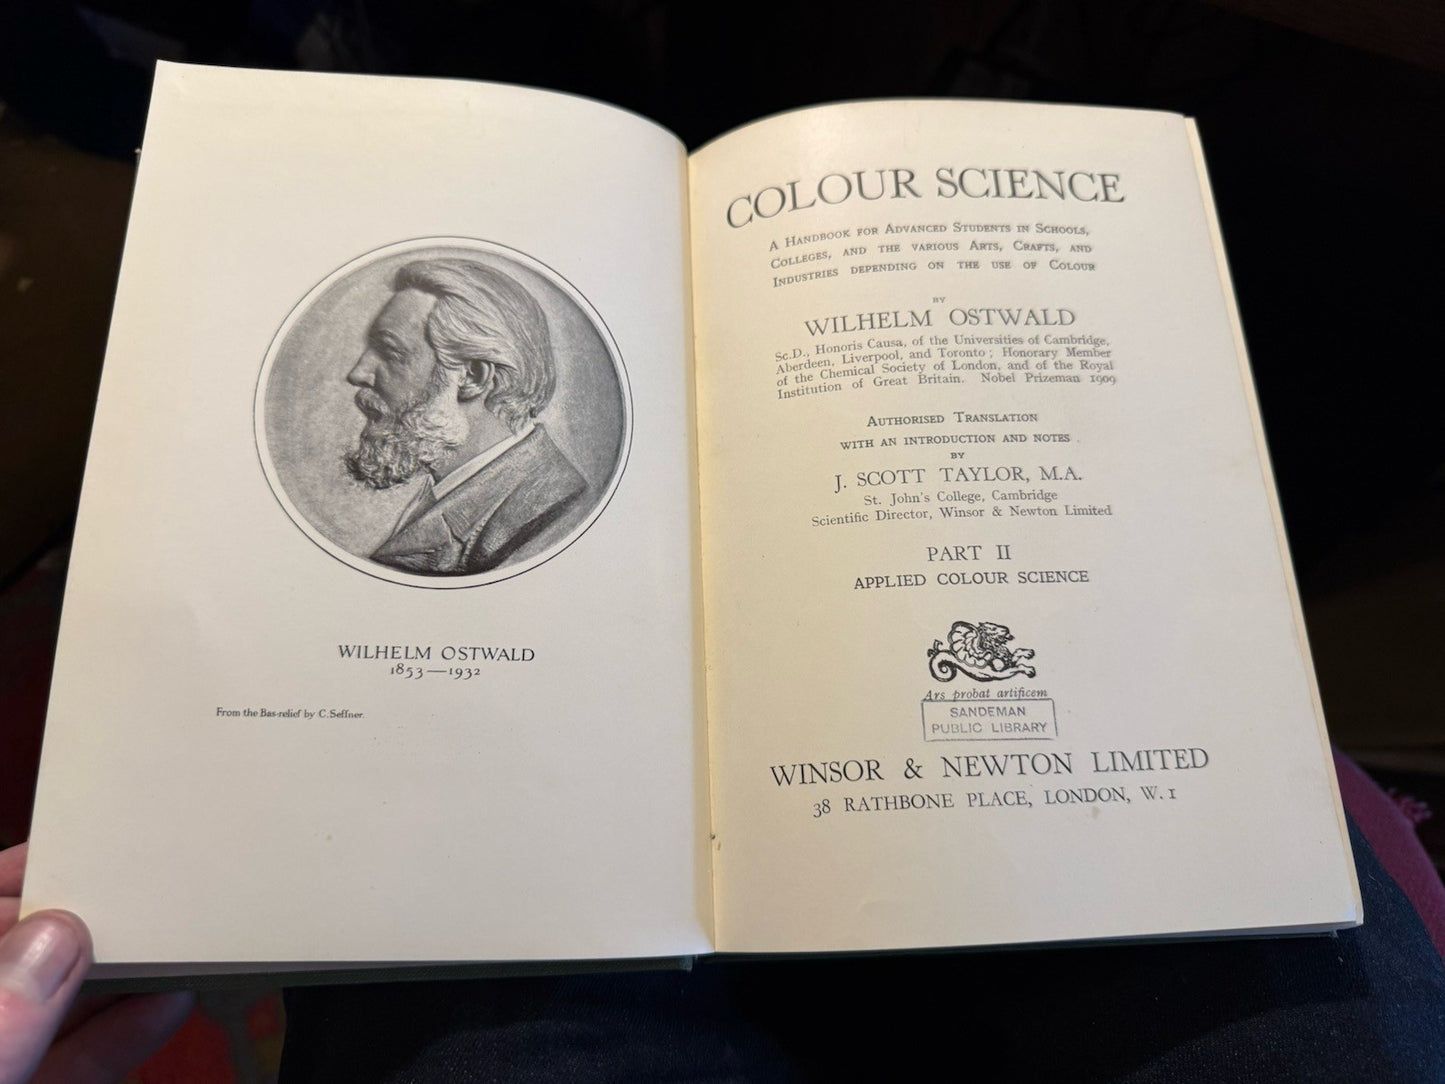 WILHELM OSTWALD
1853—1932
From the Bas-relief by C. Seffner.
COLOUR SCIENCE
A Handbook for Advanced Students in Schools,
Colleges, and the various Arts, Crafts, and
Industries depending on the use of Colour
BY
WILHELM OSTWALD
Sc.D., Honoris Causa, of the Universities of Cambridge,
Aberdeen, Liverpool, and Toronto; Honorary Member
of the Chemical Society of London, and of the Royal
Institution of Great Britain. Nobel Prizeman 1909
Authorised Translation
with an introduction and notes
BY
J. SCOTT TAYLOR, M.A.
St. John's College, Cambridge
Scientific Director, Winsor & Newton Limited
PART II
APPLIED COLOUR SCIENCE
Ars probat artificem
SANDEMAN
PUBLIC LIBRARY
WINSOR & NEWTON LIMITED
38 RATHBONE PLACE, LONDON, W. 1